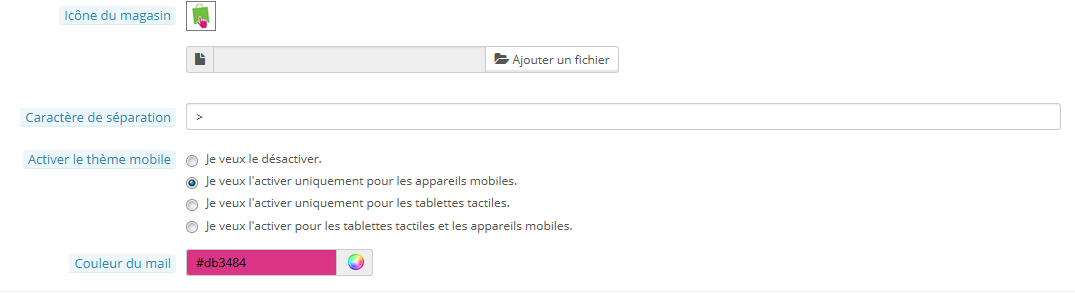 Icône du magasin
Ajouter un fichier
Caractère de séparation
>
Activer le thème mobile
Je veux le désactiver.
Je veux l'activer uniquement pour les appareils mobiles.
Je veux l'activer uniquement pour les tablettes tactiles.
Je veux l'activer pour les tablettes tactiles et les appareils mobiles.
Couleur du mail
#db3484